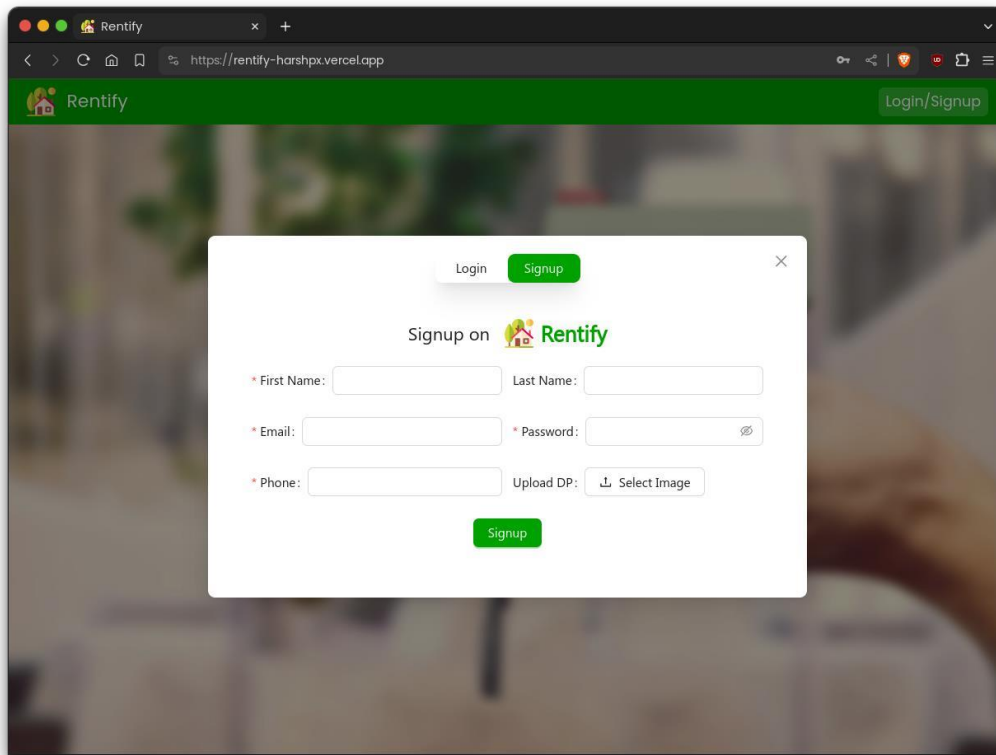 Rentify
https://rentify-harshpx.vercel.app
Rentify Login/Signup
Login Signup
Signup on Rentify
* First Name: Last Name:
* Email: * Password:
* Phone: Upload DP: Select Image
Signup